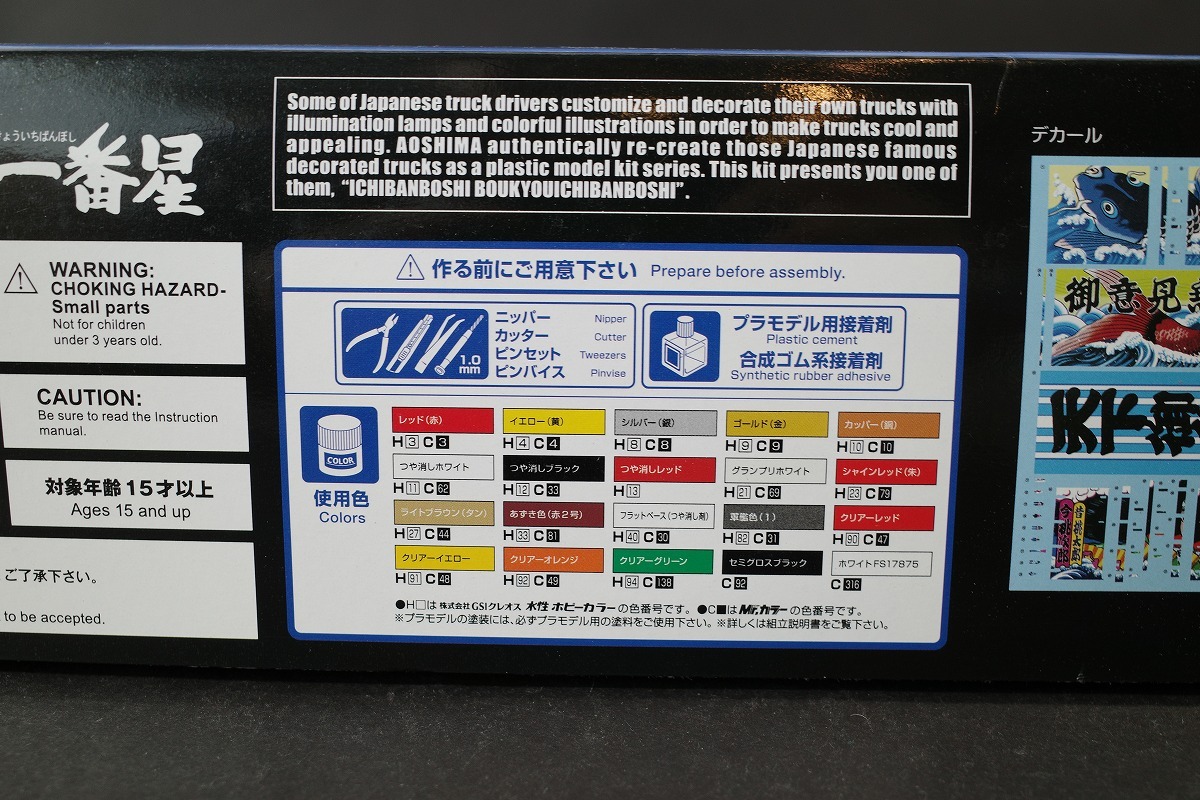 ょういちばんぼし
一番星
WARNING:
CHOKING HAZARD-
Small parts
Not for children
under 3 years old.
CAUTION:
Be sure to read the Instruction
manual.
対象年齢15才以上
Ages 15 and up
ご了承下さい。
to be accepted.
Some of Japanese truck drivers customize and decorate their own trucks with
illumination lamps and colorful illustrations in order to make trucks cool and
appealing. AOSHIMA authentically re-create those Japanese famous
decorated trucks as a plastic model kit series. This kit presents you one of
them, “ICHIBANBOSHI BOUKYOUICHIBANBOSHI”.
作る前にご用意下さい Prepare before assembly.
1.0
mm
ニッパー Nipper
カッター Cutter
ピンセット Tweezers
ピンバイス Pinvise
プラモデル用接着剤
Plastic cement
合成ゴム系接着剤
Synthetic rubber adhesive
COLOR
使用色
Colors
レッド(赤) イエロー(黄) シルバー(銀) ゴールド(金) カッパー(銅)
H3 C3 H4 C4 H8 C8 H9 C9 H10 C10
つや消しホワイト つや消しブラック つや消しレッド グランプリホワイト シャインレッド(朱)
H11 C62 H12 C33 H13 H21 C69 H23 C79
ライトブラウン(タン) あずき色(赤2号) フラットベース(つや消し剤) 軍艦色(1) クリアーレッド
H27 C44 H33 C81 H40 C30 H82 C31 H90 C47
クリアーイエロー クリアーオレンジ クリアーグリーン セミグロスブラック ホワイトFS17875
H91 C48 H92 C49 H94 C138 C92 C316
●H□は 株式会社GSIクレオス 水性ホビーカラーの色番号です。 ●C■はMr.カラーの色番号です。
※プラモデルの塗装には、必ずプラモデル用の塗料をご使用下さい。※詳しくは組立説明書をご覧下さい。
デカール
御意見
天下御